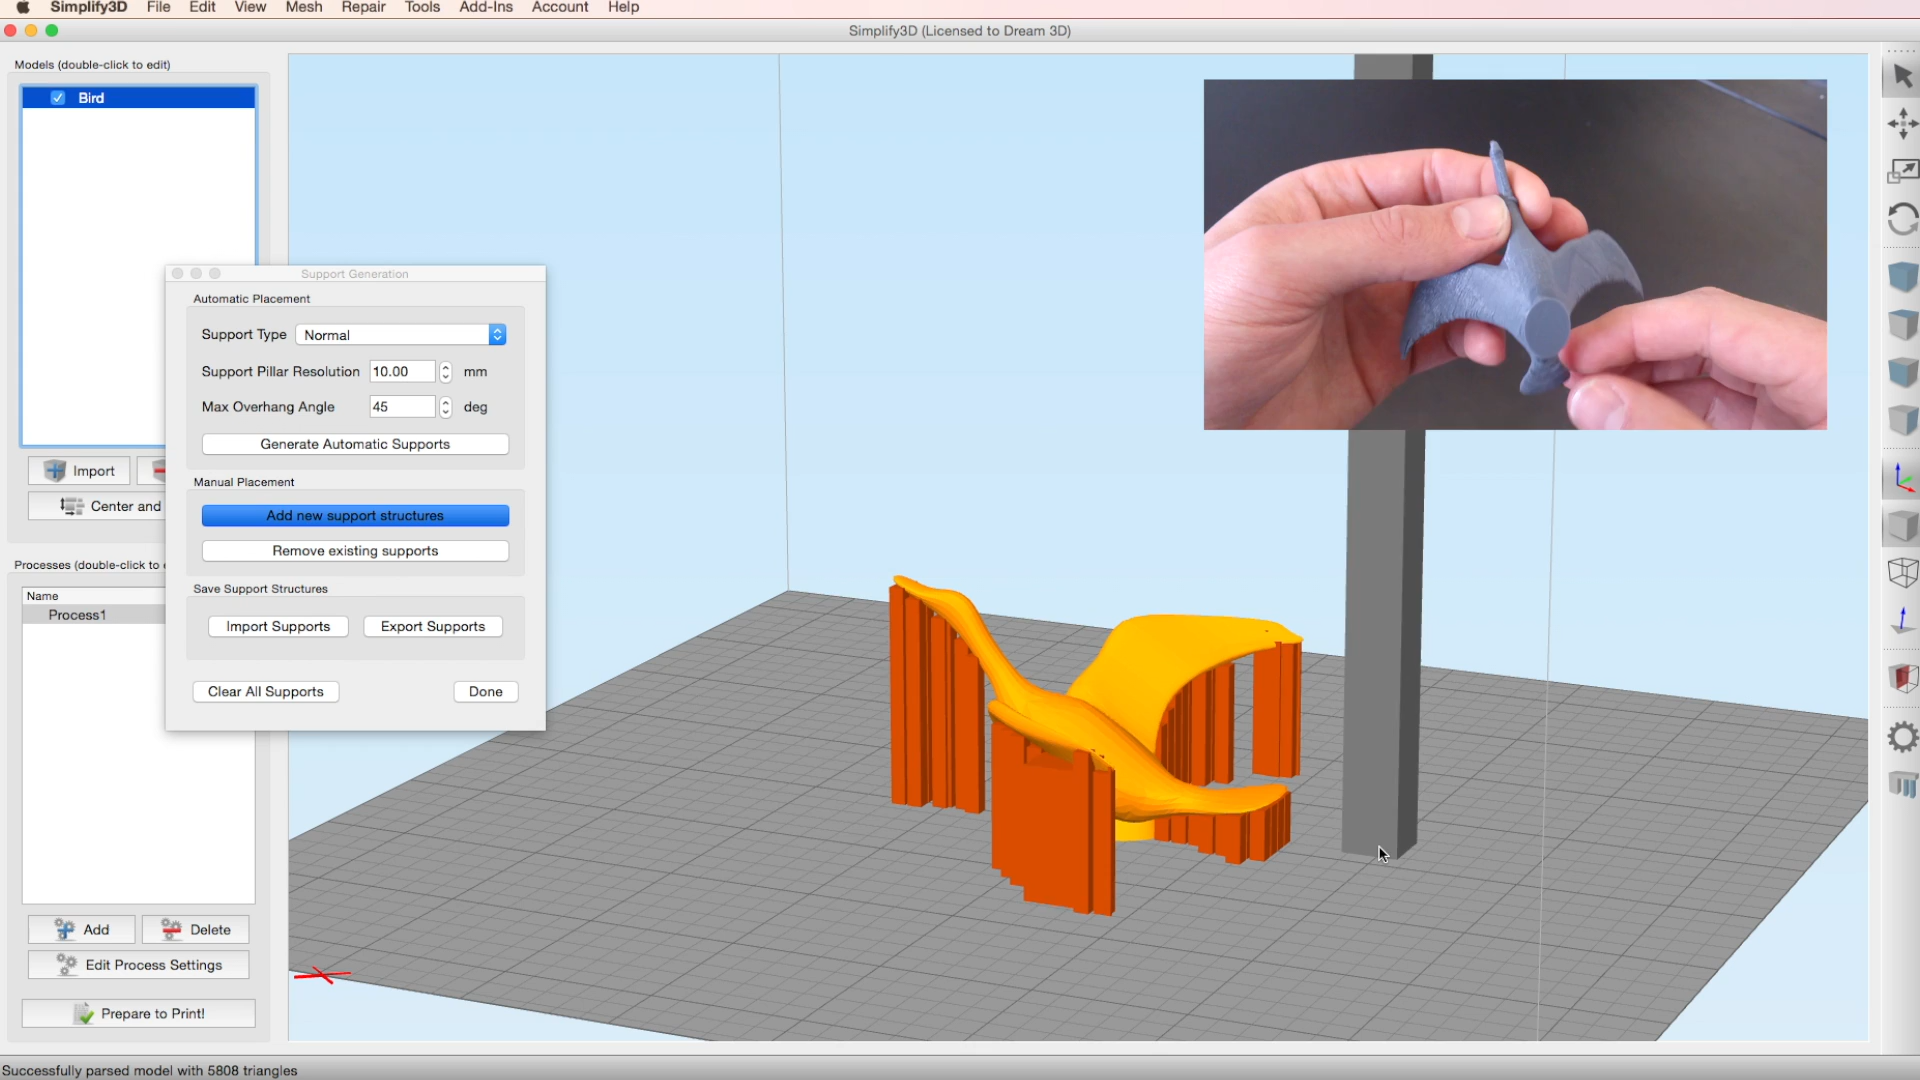 Simplify3D File Edit View Mesh Repair Tools Add-Ins Account Help
Simplify3D (Licensed to Dream 3D)
Models (double-click to edit)
Bird
Support Generation
Automatic Placement
Support Type Normal
Support Pillar Resolution 10.00 mm
Max Overhang Angle 45 deg
Generate Automatic Supports
Manual Placement
Add new support structures
Remove existing supports
Save Support Structures
Import Supports Export Supports
Clear All Supports Done
Import
Center and
Processes (double-click to e
Name
Process1
Add Delete
Edit Process Settings
Prepare to Print!
Successfully parsed model with 5808 triangles